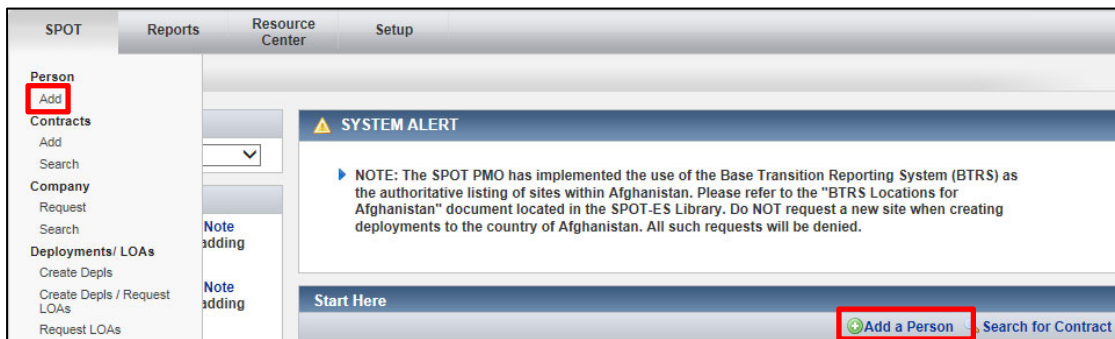 SPOT
Reports
Resource
Center
Setup
Person
Add
Contracts
Add
Search
Company
Request
Search
Deployments/ LOAs
Create Depls
Create Depls / Request
LOAs
Request LOAs
Note
adding
Note
adding
SYSTEM ALERT
NOTE: The SPOT PMO has implemented the use of the Base Transition Reporting System (BTRS) as
the authoritative listing of sites within Afghanistan. Please refer to the "BTRS Locations for
Afghanistan" document located in the SPOT-ES Library. Do NOT request a new site when creating
deployments to the country of Afghanistan. All such requests will be denied.
Start Here
Add a Person
Search for Contract